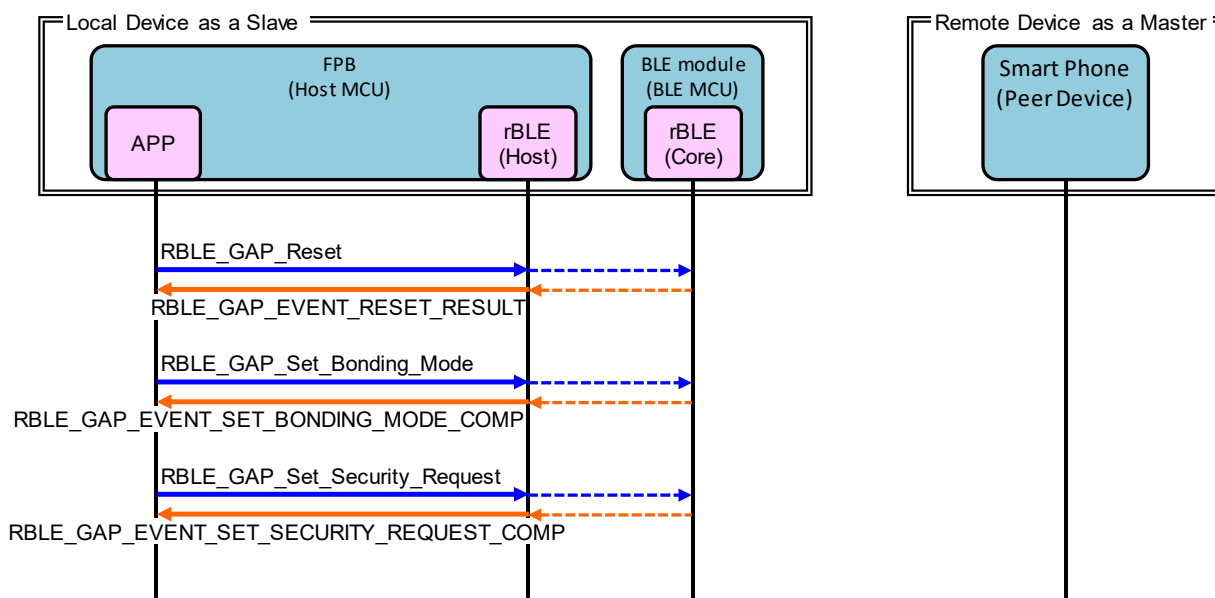 Local Device as a Slave
Remote Device as a Master
FPB
(Host MCU)
BLE module
(BLE MCU)
Smart Phone
(Peer Device)
APP
rBLE
(Host)
rBLE
(Core)
RBLE_GAP_Reset
RBLE_GAP_EVENT_RESET_RESULT
RBLE_GAP_Set_Bonding_Mode
RBLE_GAP_EVENT_SET_BONDING_MODE_COMP
RBLE_GAP_Set_Security_Request
RBLE_GAP_EVENT_SET_SECURITY_REQUEST_COMP